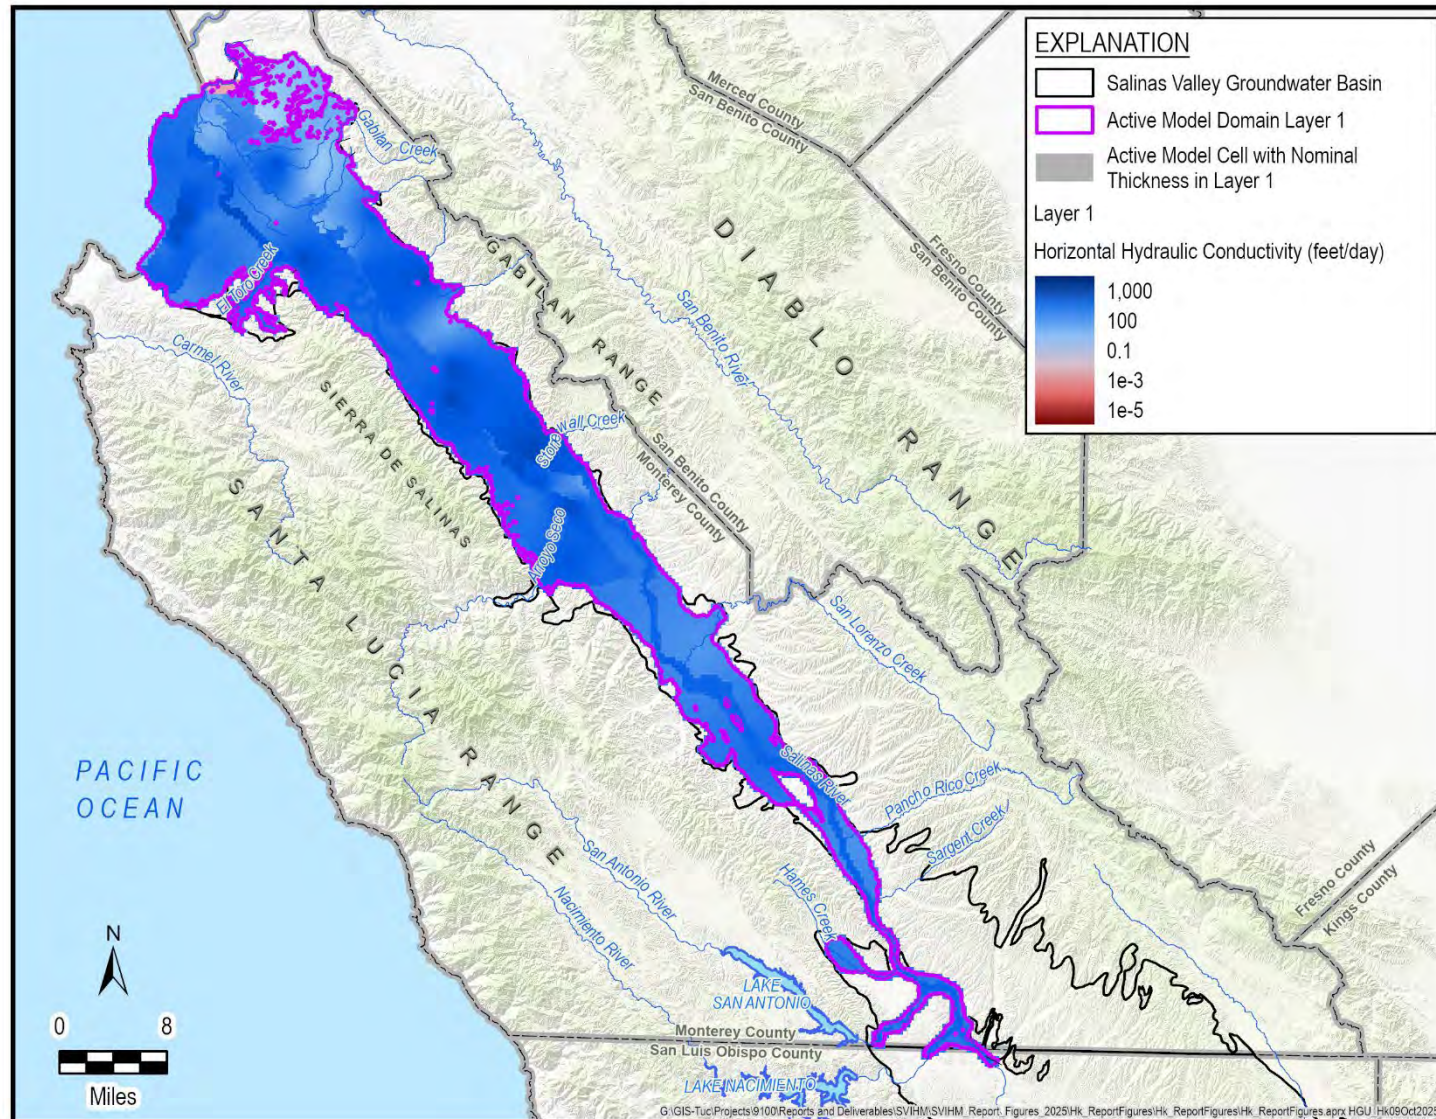 EXPLANATION
Salinas Valley Groundwater Basin
Active Model Domain Layer 1
Active Model Cell with Nominal
Thickness in Layer 1
Layer 1
Horizontal Hydraulic Conductivity (feet/day)
1,000
100
0.1
1e-3
1e-5
Merced County
San Benito County
Fresno County
San Benito County
Gabilan Creek
DIABLO RANGE
GABILAN RANGE
San Benito River
El Toro Creek
Carmel River
SIERRA DE SALINAS
Stonewall Creek
San Benito County
Monterey County
SANTA LUCIA RANGE
Arroyo Seco
San Lorenzo Creek
PACIFIC
OCEAN
Salinas River
Pancho Rico Creek
Sargent Creek
San Antonio River
Nacimiento River
Hames Creek
Fresno County
Kings County
N
LAKE
SAN ANTONIO
0 8
Miles
Monterey County
San Luis Obispo County
LAKE NACIMIENTO